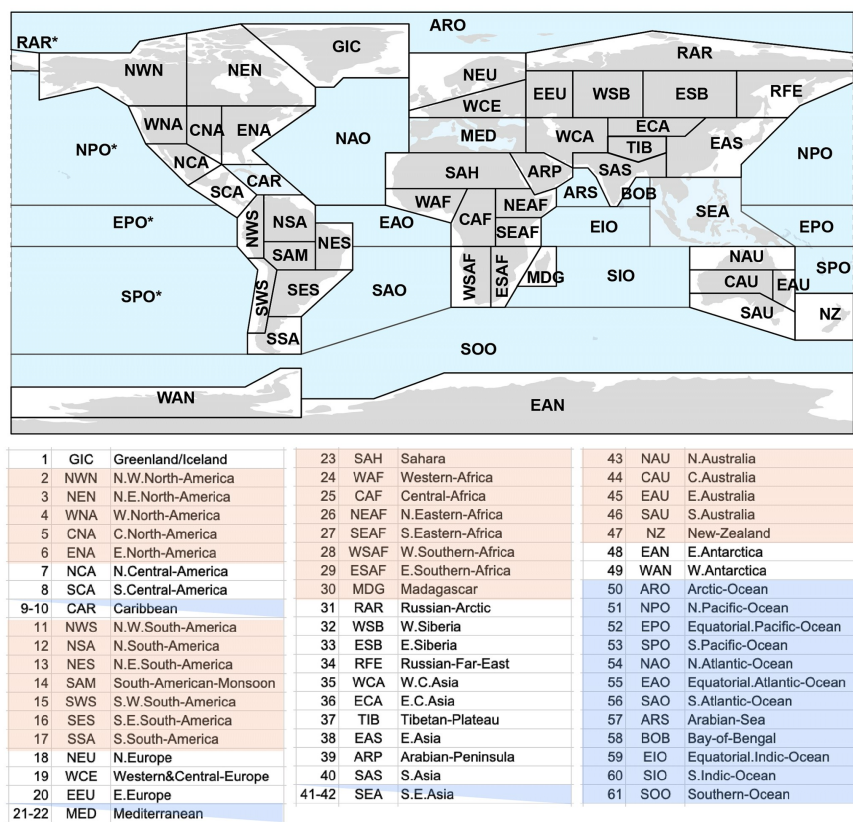 ARO
RAR*
GIC
RAR
NWN
NEN
NEU
EEU
WSB
ESB
RFE
WCE
WNA
CNA
ENA
NAO
MED
WCA
ECA
EAS
NPO*
TIB
NPO
NCA
SAH
ARP
SAS
SCA
CAR
ARS
BOB
WAF
NEAF
SEA
EPO*
NWS
NSA
EAO
CAF
SEAF
EIO
EPO
NES
SAM
NAU
SPO
WSAF
ESAF
MDG
SIO
CAU
EAU
SPO*
SWS
SES
SAO
SAU
NZ
SSA
SOO
WAN
EAN
1 GIC Greenland/Iceland
2 NWN N.W.North-America
3 NEN N.E.North-America
4 WNA W.North-America
5 CNA C.North-America
6 ENA E.North-America
7 NCA N.Central-America
8 SCA S.Central-America
9-10 CAR Caribbean
11 NWS N.W.South-America
12 NSA N.South-America
13 NES N.E.South-America
14 SAM South-American-Monsoon
15 SWS S.W.South-America
16 SES S.E.South-America
17 SSA S.South-America
18 NEU N.Europe
19 WCE Western&Central-Europe
20 EEU E.Europe
21-22 MED Mediterranean
23 SAH Sahara
24 WAF Western-Africa
25 CAF Central-Africa
26 NEAF N.Eastern-Africa
27 SEAF S.Eastern-Africa
28 WSAF W.Southern-Africa
29 ESAF E.Southern-Africa
30 MDG Madagascar
31 RAR Russian-Arctic
32 WSB W.Siberia
33 ESB E.Siberia
34 RFE Russian-Far-East
35 WCA W.C.Asia
36 ECA E.C.Asia
37 TIB Tibetan-Plateau
38 EAS E.Asia
39 ARP Arabian-Peninsula
40 SAS S.Asia
41-42 SEA S.E.Asia
43 NAU N.Australia
44 CAU C.Australia
45 EAU E.Australia
46 SAU S.Australia
47 NZ New-Zealand
48 EAN E.Antarctica
49 WAN W.Antarctica
50 ARO Arctic-Ocean
51 NPO N.Pacific-Ocean
52 EPO Equatorial.Pacific-Ocean
53 SPO S.Pacific-Ocean
54 NAO N.Atlantic-Ocean
55 EAO Equatorial.Atlantic-Ocean
56 SAO S.Atlantic-Ocean
57 ARS Arabian-Sea
58 BOB Bay-of-Bengal
59 EIO Equatorial.Indic-Ocean
60 SIO S.Indic-Ocean
61 SOO Southern-Ocean